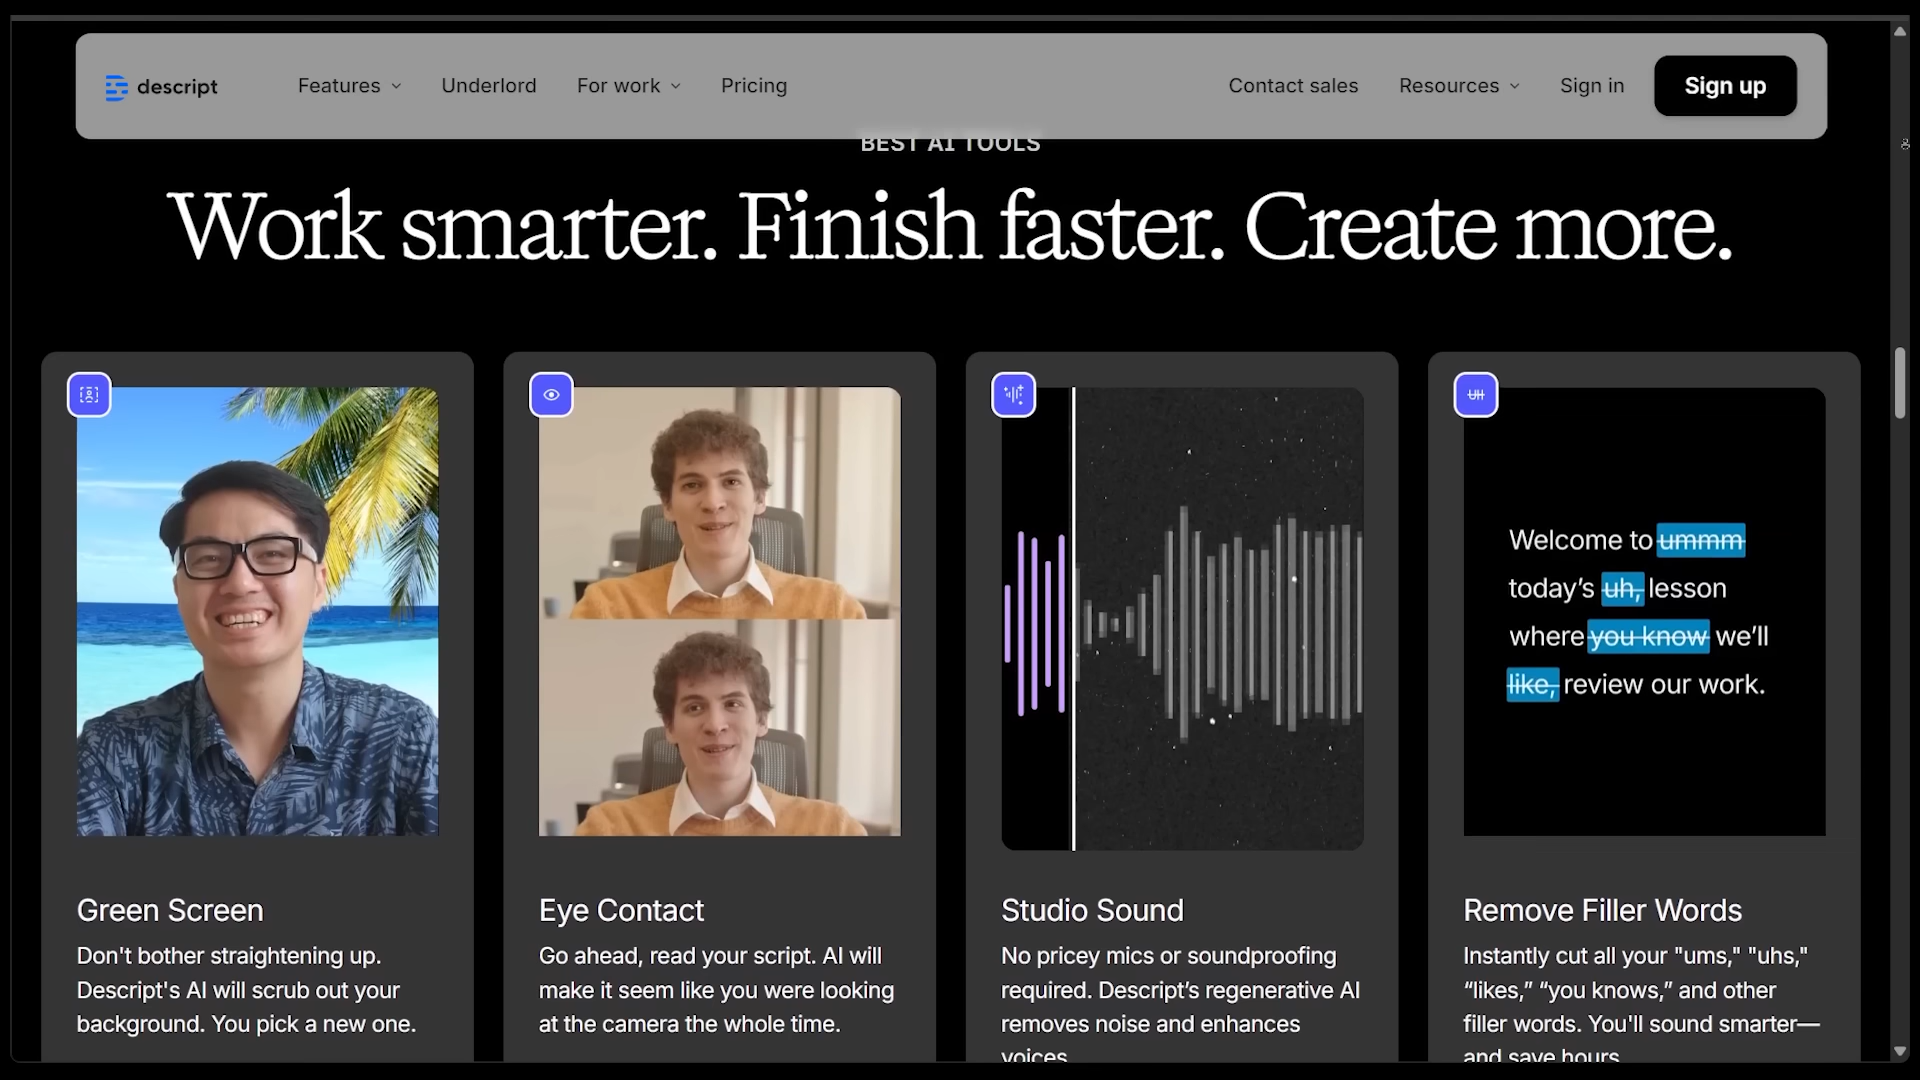 descript
Features
Underlord
For work
Pricing
Contact sales
Resources
Sign in
Sign up
BEST AI TOOLS
Work smarter. Finish faster. Create more.
UH
Welcome to ummm
today’s uh, lesson
where you know we’ll
like, review our work.
Green Screen
Don't bother straightening up.
Descript's AI will scrub out your
background. You pick a new one.
Eye Contact
Go ahead, read your script. AI will
make it seem like you were looking
at the camera the whole time.
Studio Sound
No pricey mics or soundproofing
required. Descript’s regenerative AI
removes noise and enhances
voices.
Remove Filler Words
Instantly cut all your "ums," "uhs,"
“likes,” “you knows,” and other
filler words. You'll sound smarter—
and save hours.